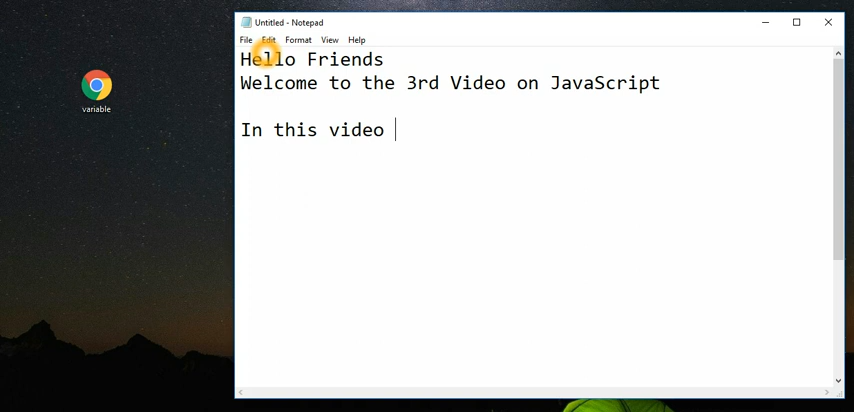 Untitled - Notepad
File Edit Format View Help
Hello Friends
Welcome to the 3rd Video on JavaScript
In this video
variable